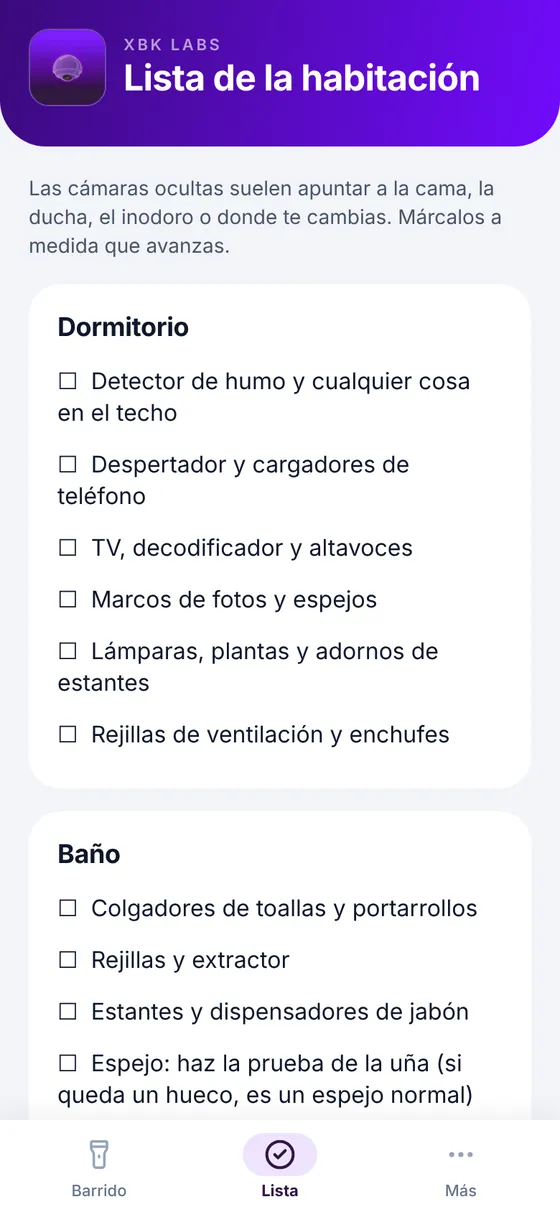 XBK LABS
Lista de la habitación
Las cámaras ocultas suelen apuntar a la cama, la
ducha, el inodoro o donde te cambias. Márcalos a
medida que avanzas.
Dormitorio
☐ Detector de humo y cualquier cosa
en el techo
☐ Despertador y cargadores de
teléfono
☐ TV, decodificador y altavoces
☐ Marcos de fotos y espejos
☐ Lámparas, plantas y adornos de
estantes
☐ Rejillas de ventilación y enchufes
Baño
☐ Colgadores de toallas y portarrollos
☐ Rejillas y extractor
☐ Estantes y dispensadores de jabón
☐ Espejo: haz la prueba de la uña (si
queda un hueco, es un espejo normal)
Barrido
Lista
Más